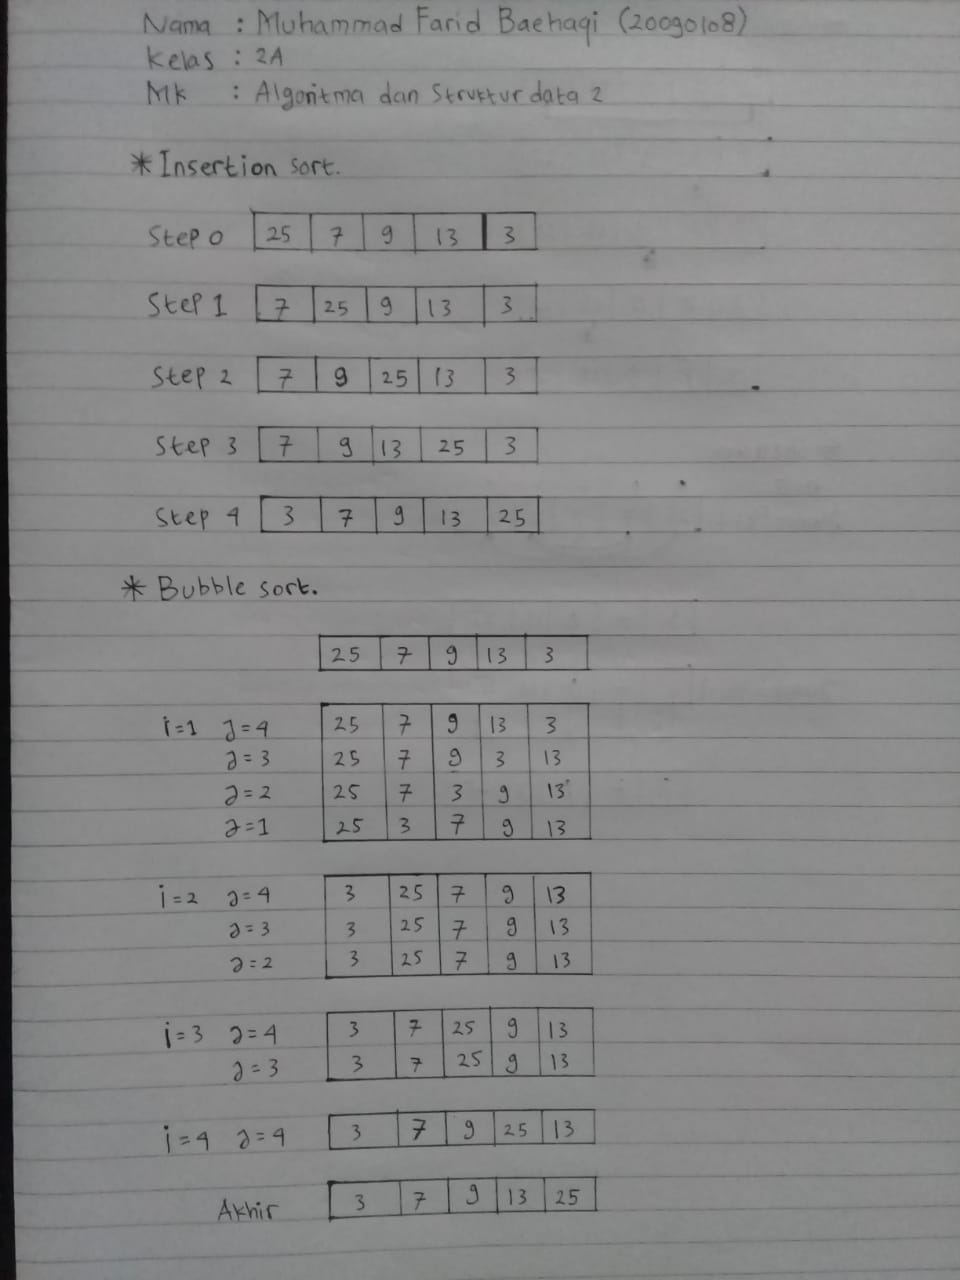 Nama : Muhammad Farid Baehaqi (20090108)
Kelas : 2A
Mk : Algoritma dan Struktur data 2
* Insertion sort.
Step 0 25 7 9 13 3
Step 1 7 25 9 13 3
Step 2 7 9 25 13 3
Step 3 7 9 13 25 3
Step 4 3 7 9 13 25
* Bubble sort.
25 7 9 13 3
i=1 J=4 25 7 9 13 3
J=3 25 7 9 3 13
J=2 25 7 3 9 13
J=1 25 3 7 9 13
i=2 J=4 3 25 7 9 13
J=3 3 25 7 9 13
J=2 3 25 7 9 13
i=3 J=4 3 7 25 9 13
J=3 3 7 25 9 13
i=4 J=4 3 7 9 25 13
Akhir 3 7 9 13 25